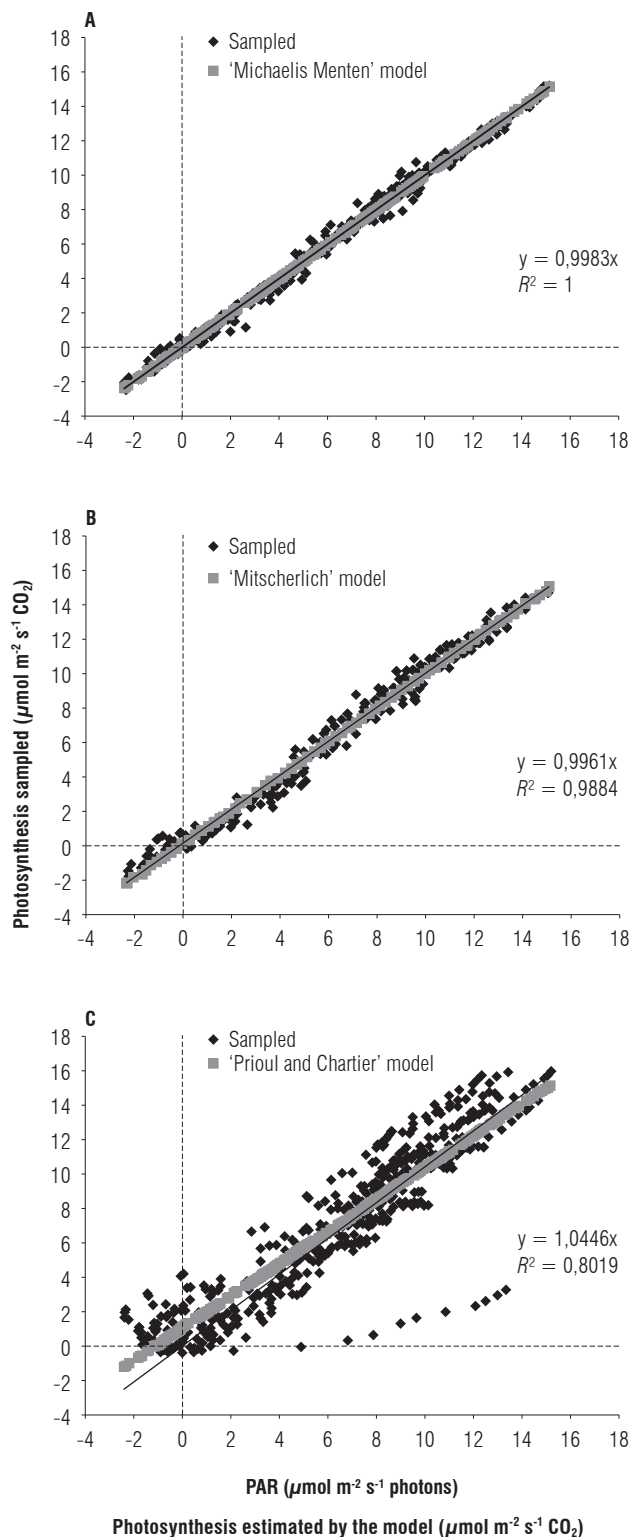 A
Sampled
'Michaelis Menten' model
18
16
14
12
10
8
6
4
2
0
-2
-4
y = 0,9983x
R² = 1
-4 -2 0 2 4 6 8 10 12 14 16 18
B
Sampled
'Mitscherlich' model
18
16
14
12
10
8
6
4
2
0
-2
-4
y = 0,9961x
R² = 0,9884
-4 -2 0 2 4 6 8 10 12 14 16 18
Photosynthesis sampled (µmol m⁻² s⁻¹ CO₂)
C
Sampled
'Prioul and Chartier' model
18
16
14
12
10
8
6
4
2
0
-2
-4
y = 1,0446x
R² = 0,8019
-4 -2 0 2 4 6 8 10 12 14 16 18
PAR (µmol m⁻² s⁻¹ photons)
Photosynthesis estimated by the model (µmol m⁻² s⁻¹ CO₂)